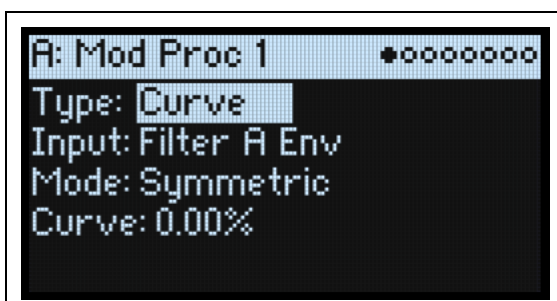 A: Mod Proc 1
Type: Curve
Input: Filter A Env
Mode: Symmetric
Curve: 0.00%